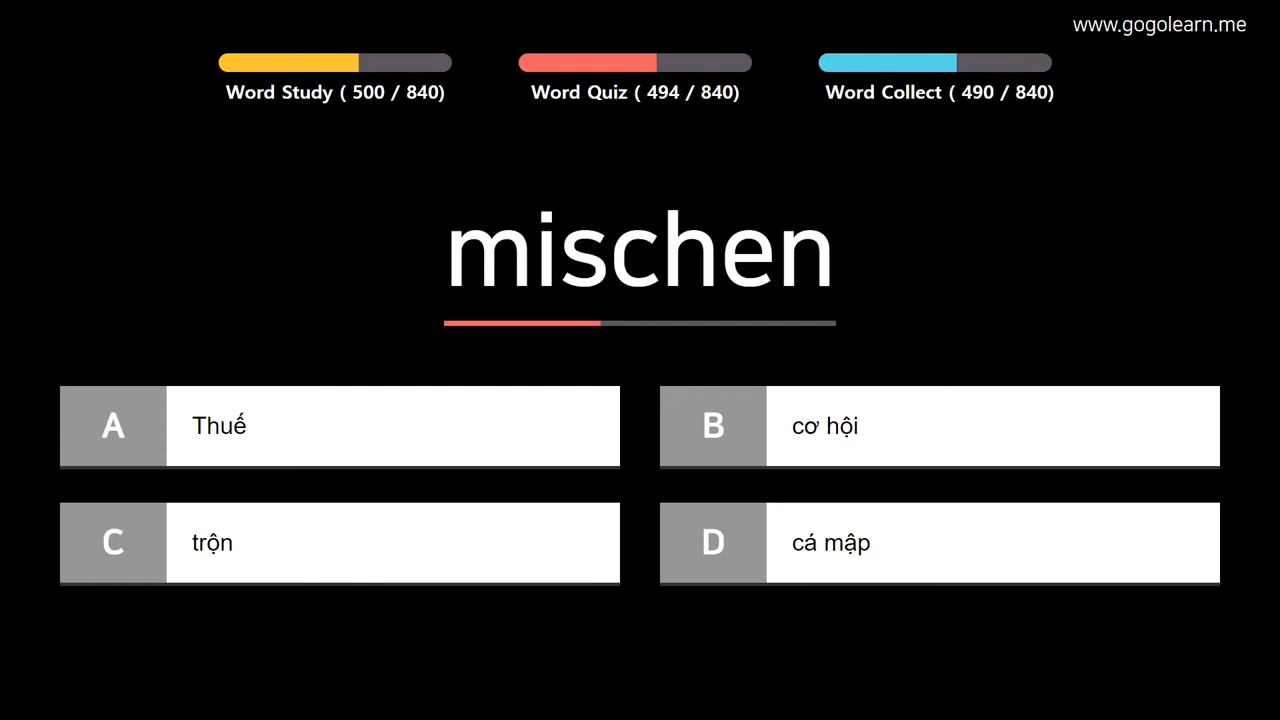 www.gogolearn.me
Word Study ( 500 / 840)
Word Quiz ( 494 / 840)
Word Collect ( 490 / 840)
mischen
A Thuế
B cơ hội
C trộn
D cá mập